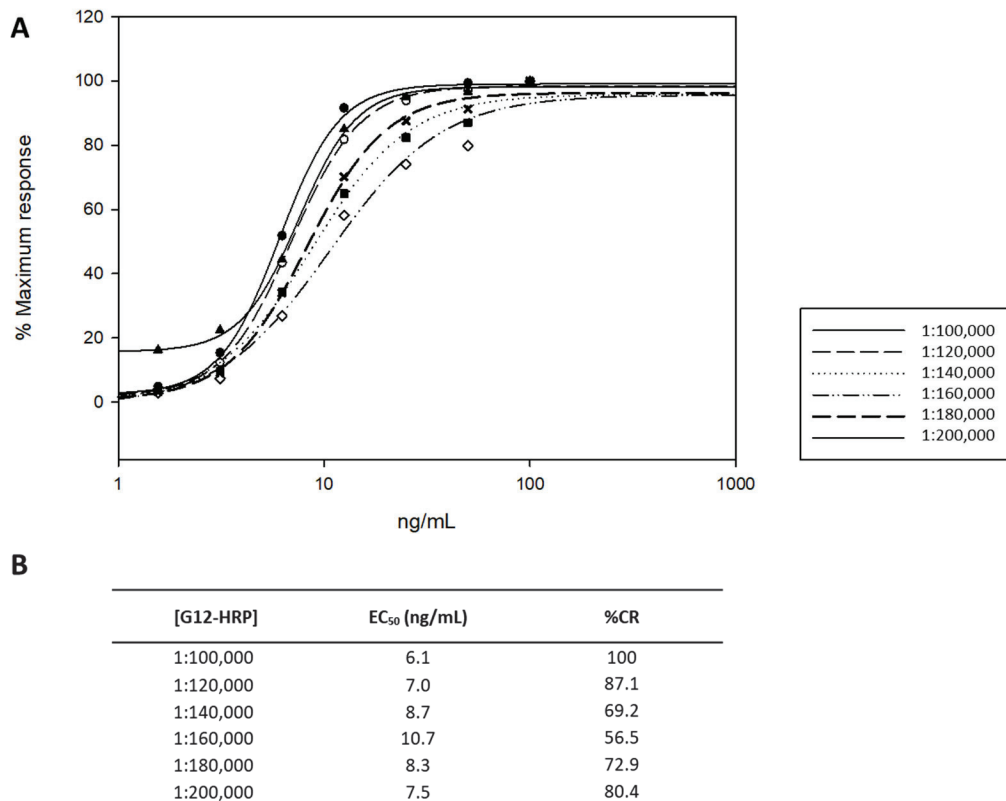 A
120
100
80
60
40
20
0
% Maximum response
1 10 100 1000
ng/mL
1:100,000
1:120,000
1:140,000
1:160,000
1:180,000
1:200,000
B
[G12-HRP] EC₅₀ (ng/mL) %CR
1:100,000 6.1 100
1:120,000 7.0 87.1
1:140,000 8.7 69.2
1:160,000 10.7 56.5
1:180,000 8.3 72.9
1:200,000 7.5 80.4